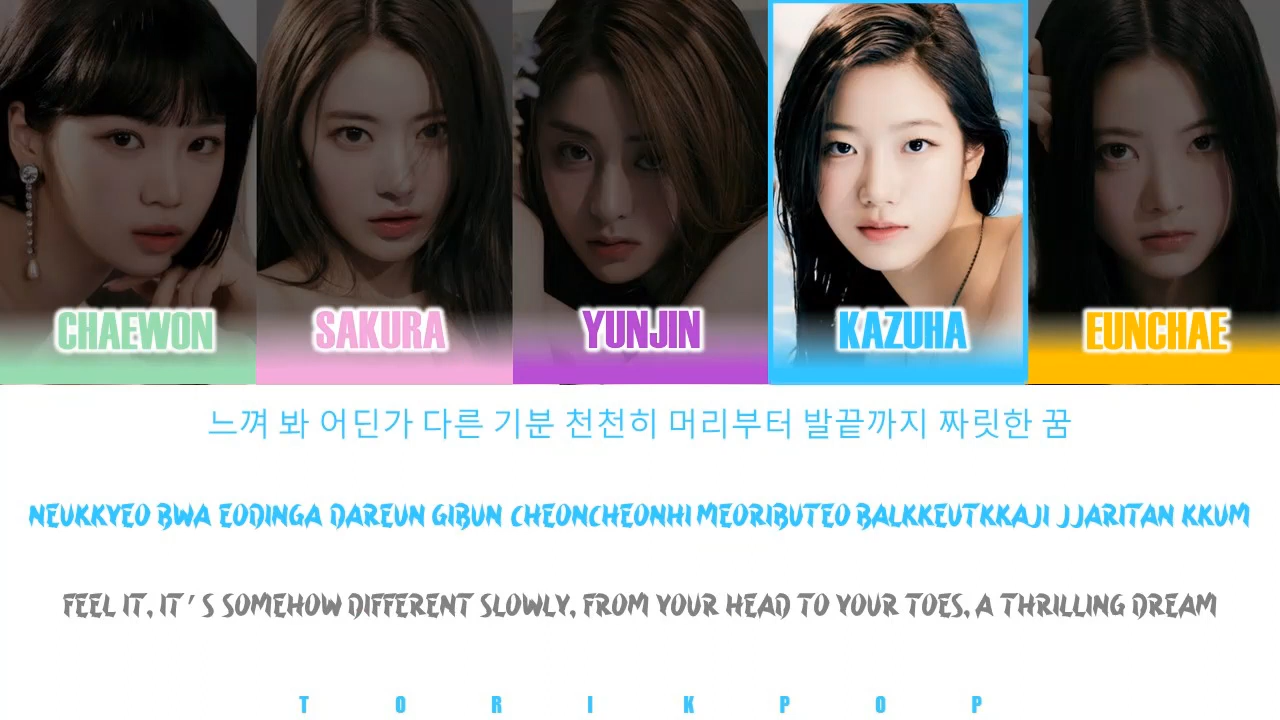 CHAEWON SAKURA YUNJIN KAZUHA EUNCHAE
느껴 봐 어딘가 다른 기분 천천히 머리부터 발끝까지 짜릿한 꿈
NEUKKYEO BWA EODINGA DAREUN GIBUN CHEONCHEONHI MEORIBUTEO BALKKEUTKKAJI JJARITAN KKUM
FEEL IT, IT'S SOMEHOW DIFFERENT SLOWLY, FROM YOUR HEAD TO YOUR TOES, A THRILLING DREAM
T O R I K P O P